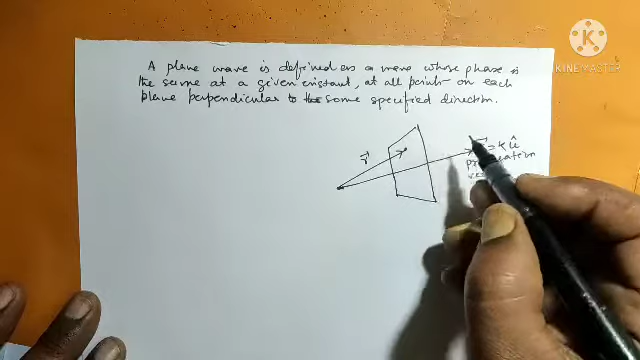 A plane wave is defined as a wave whose phase is
the same at a given instant, at all points on each
plane perpendicular to the some specified direction.
KINEMASTER
r
= k û